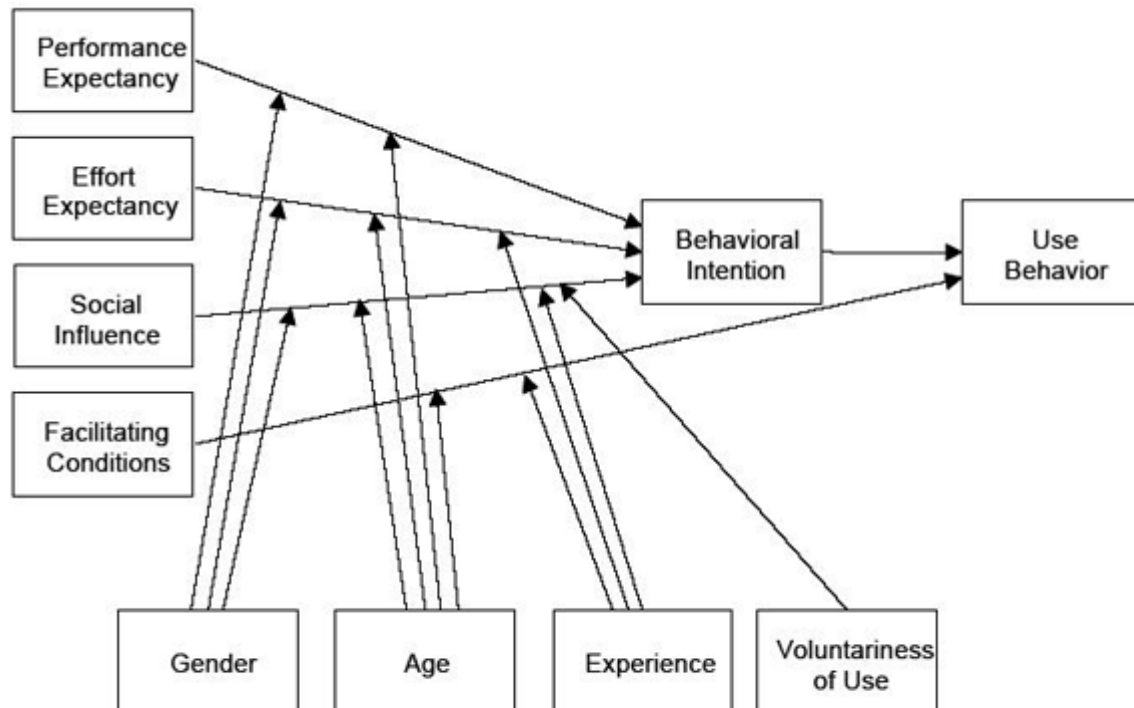 Performance
Expectancy
Effort
Expectancy
Social
Influence
Facilitating
Conditions
Behavioral
Intention
Use
Behavior
Gender
Age
Experience
Voluntariness
of Use